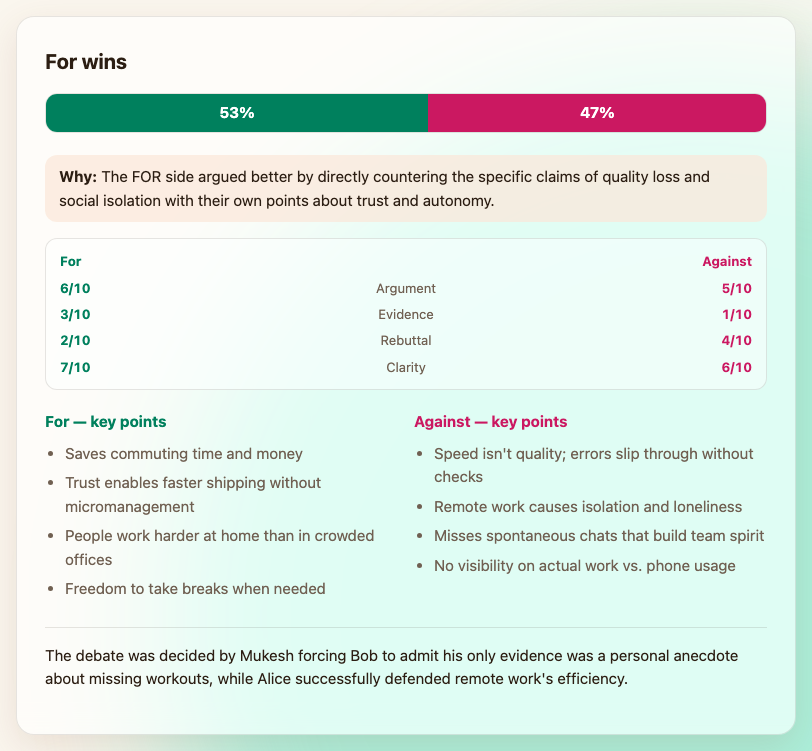 For wins
53% 47%
Why: The FOR side argued better by directly countering the specific claims of quality loss and
social isolation with their own points about trust and autonomy.
For Against
6/10 Argument 5/10
3/10 Evidence 1/10
2/10 Rebuttal 4/10
7/10 Clarity 6/10
For — key points
• Saves commuting time and money
• Trust enables faster shipping without
micromanagement
• People work harder at home than in crowded
offices
• Freedom to take breaks when needed
Against — key points
• Speed isn't quality; errors slip through without
checks
• Remote work causes isolation and loneliness
• Misses spontaneous chats that build team spirit
• No visibility on actual work vs. phone usage
The debate was decided by Mukesh forcing Bob to admit his only evidence was a personal anecdote
about missing workouts, while Alice successfully defended remote work's efficiency.